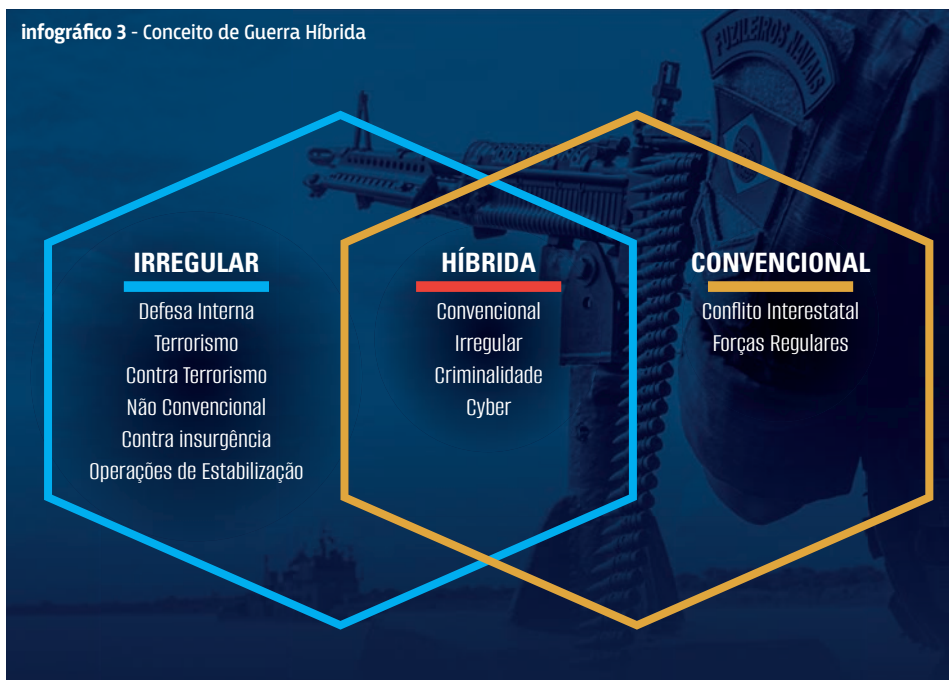 infográfico 3 - Conceito de Guerra Híbrida
FUZILEIROS NAVAIS
IRREGULAR
Defesa Interna
Terrorismo
Contra Terrorismo
Não Convencional
Contra insurgência
Operações de Estabilização
HÍBRIDA
Convencional
Irregular
Criminalidade
Cyber
CONVENCIONAL
Conflito Interestatal
Forças Regulares